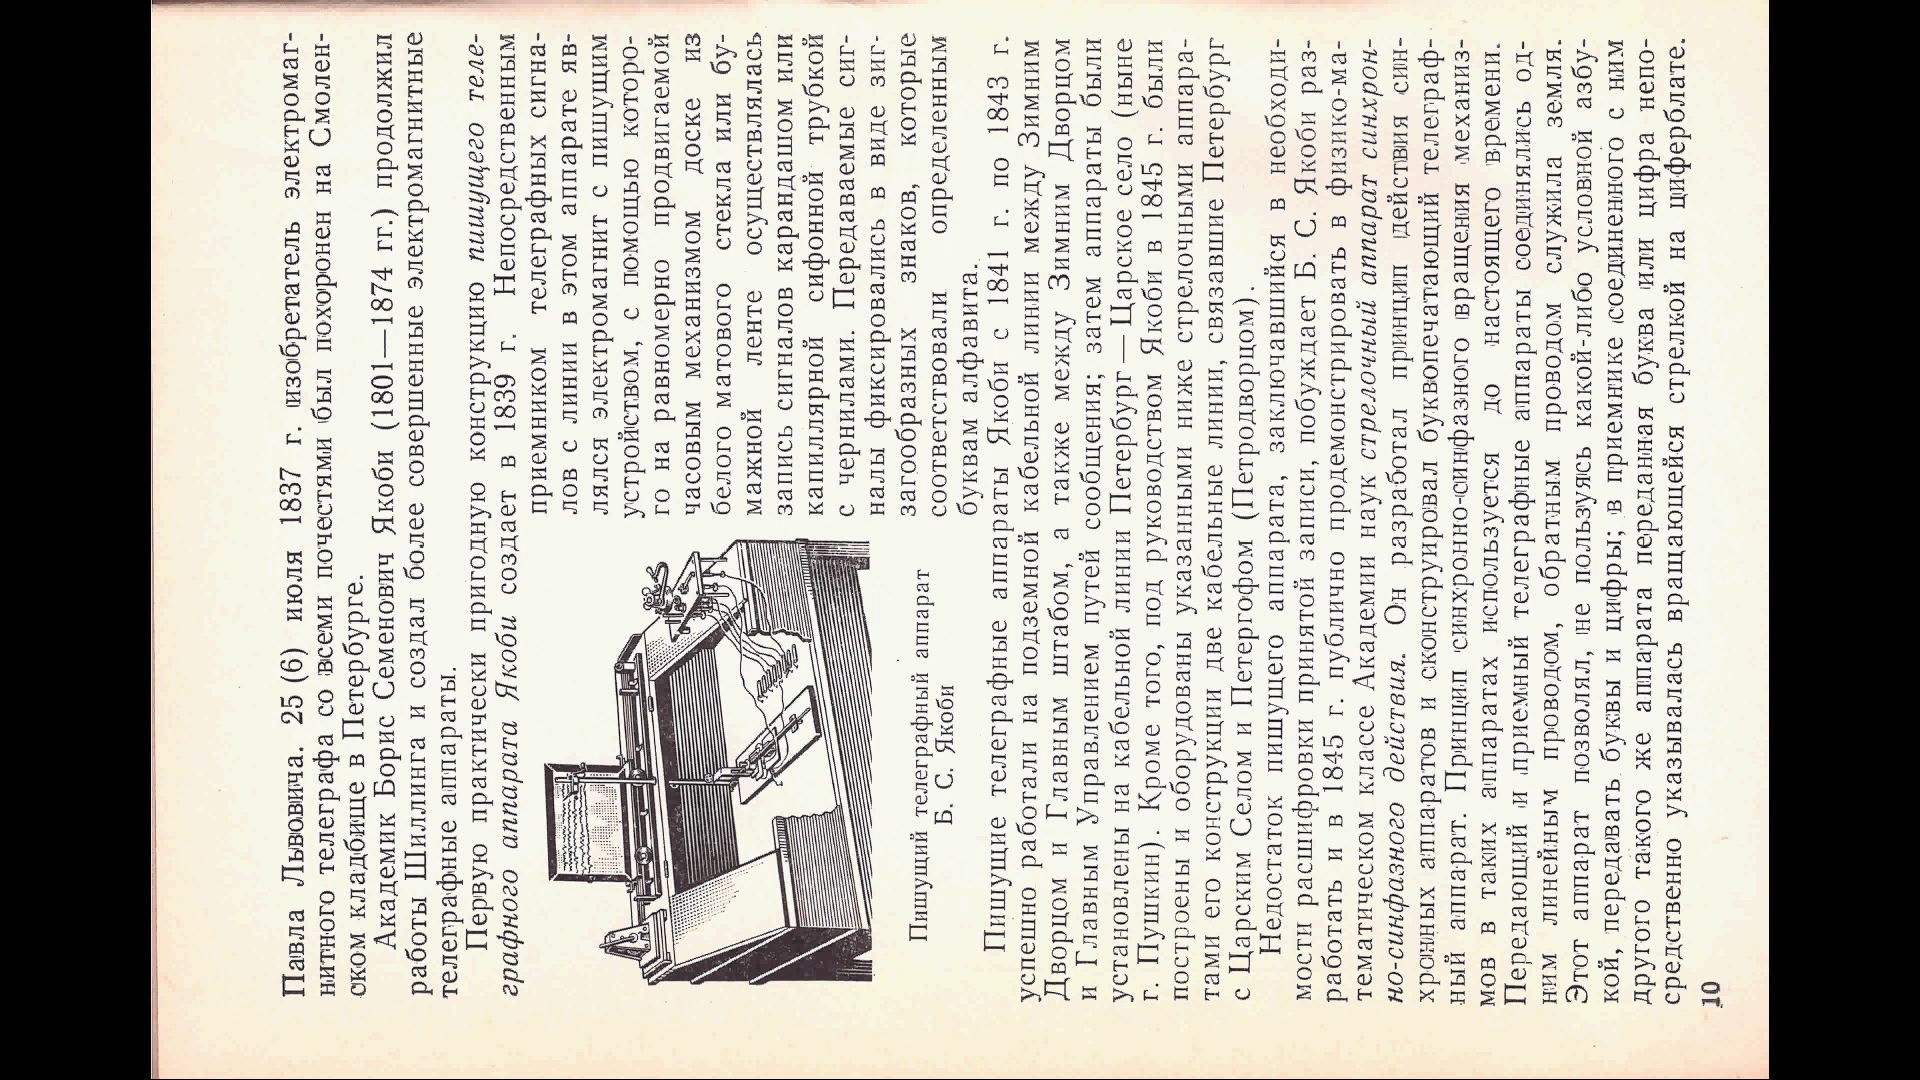 Павла Львовича. 25 (6) июля 1837 г. изобретатель электромаг-
нитного телеграфа со всеми почестями был похоронен на Смолен-
ском кладбище в Петербурге.
Академик Борис Семенович Якоби (1801—1874 гг.) продолжил
работы Шиллинга и создал более совершенные электромагнитные
телеграфные аппараты.
Первую практически пригодную конструкцию пишущего теле-
графного аппарата Якоби создает в 1839 г. Непосредственным
приемником телеграфных сигна-
лов с линии в этом аппарате яв-
лялся электромагнит с пишущим
устройством, с помощью которо-
го на равномерно продвигаемой
часовым механизмом доске из
белого матового стекла или бу-
мажной ленте осуществлялась
запись сигналов карандашом или
капиллярной сифонной трубкой
с чернилами. Передаваемые сиг-
налы фиксировались в виде зиг-
загообразных знаков, которые
соответствовали определенным
буквам алфавита.
Пишущий телеграфный аппарат
Б. С. Якоби
Пишущие телеграфные аппараты Якоби с 1841 г. по 1843 г.
успешно работали на подземной кабельной линии между Зимним
Дворцом и Главным штабом, а также между Зимним Дворцом
и Главным Управлением путей сообщения; затем аппараты были
установлены на кабельной линии Петербург — Царское село (ныне
г. Пушкин). Кроме того, под руководством Якоби в 1845 г. были
построены и оборудованы указанными ниже стрелочными аппара-
тами его конструкции две кабельные линии, связавшие Петербург
с Царским Селом и Петергофом (Петродворцом).
Недостаток пишущего аппарата, заключавшийся в необходи-
мости расшифровки принятой записи, побуждает Б. С. Якоби раз-
работать и в 1845 г. публично продемонстрировать в физико-ма-
тематическом классе Академии наук стрелочный аппарат синхрон-
но-синфазного действия. Он разработал принцип действия син-
хронных аппаратов и сконструировал буквопечатающий телеграф-
ный аппарат. Принцип синхронно-синфазного вращения механиз-
мов в таких аппаратах используется до настоящего времени.
Передающий и приемный телеграфные аппараты соединялись од-
ним линейным проводом, обратным проводом служила земля.
Этот аппарат позволял, не пользуясь какой-либо условной азбу-
кой, передавать буквы и цифры; в приемнике соединенного с ним
другого такого же аппарата переданная буква или цифра непо-
средственно указывалась вращающейся стрелкой на циферблате.
10